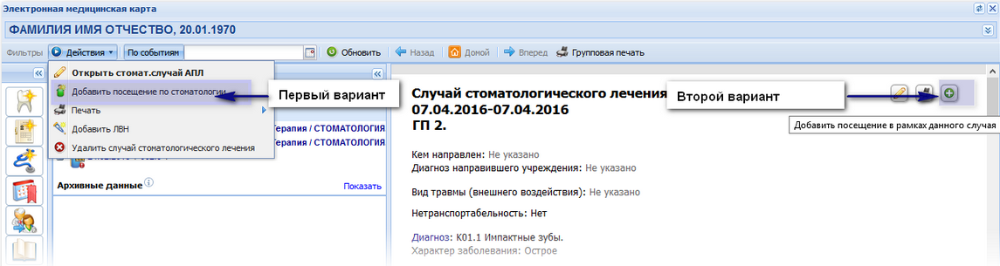 Электронная медицинская карта
ФАМИЛИЯ ИМЯ ОТЧЕСТВО, 20.01.1970
Фильтры Действия По событиям Обновить Назад Домой Вперед Групповая печать
Открыть стомат.случай АПЛ
Добавить посещение по стоматологии
Печать
Добавить ЛВН
Удалить случай стоматологического лечения
Первый вариант
Терапия / СТОМАТОЛОГИЯ
Терапия / СТОМАТОЛОГИЯ
Архивные данные Показать
Случай стоматологического лечения
07.04.2016-07.04.2016
ГП 2.
Второй вариант
Добавить посещение в рамках данного случая
Кем направлен: Не указано
Диагноз направившего учреждения: Не указано
Вид травмы (внешнего воздействия): Не указано
Нетранспортабельность: Нет
Диагноз: K01.1 Импактные зубы.
Характер заболевания: Острое